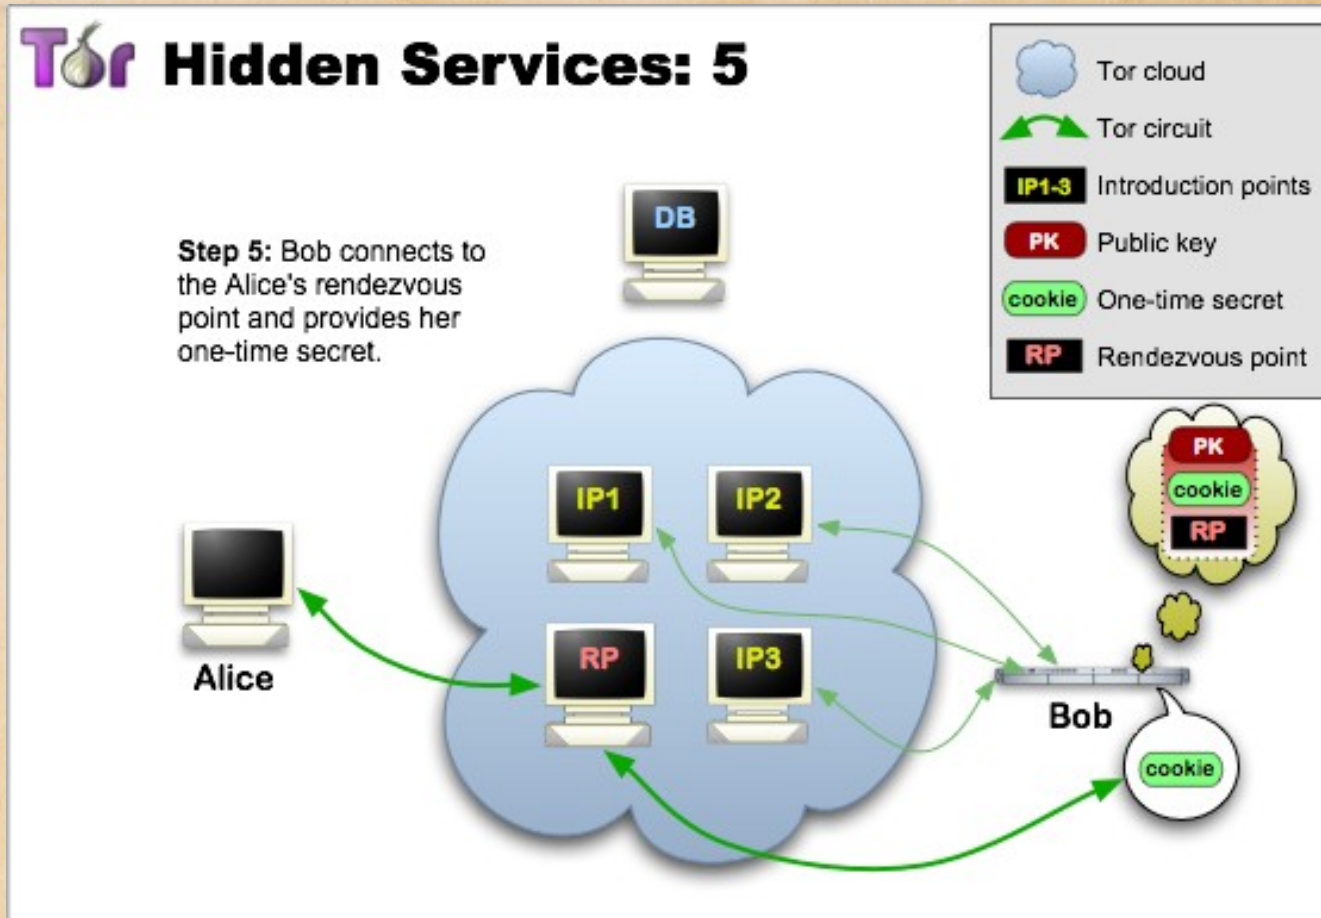 Tor Hidden Services: 5
Tor cloud
Tor circuit
IP1-3 Introduction points
PK Public key
cookie One-time secret
RP Rendezvous point
DB
Step 5: Bob connects to
the Alice's rendezvous
point and provides her
one-time secret.
PK
cookie
RP
IP1 IP2
RP IP3
Alice
Bob
cookie